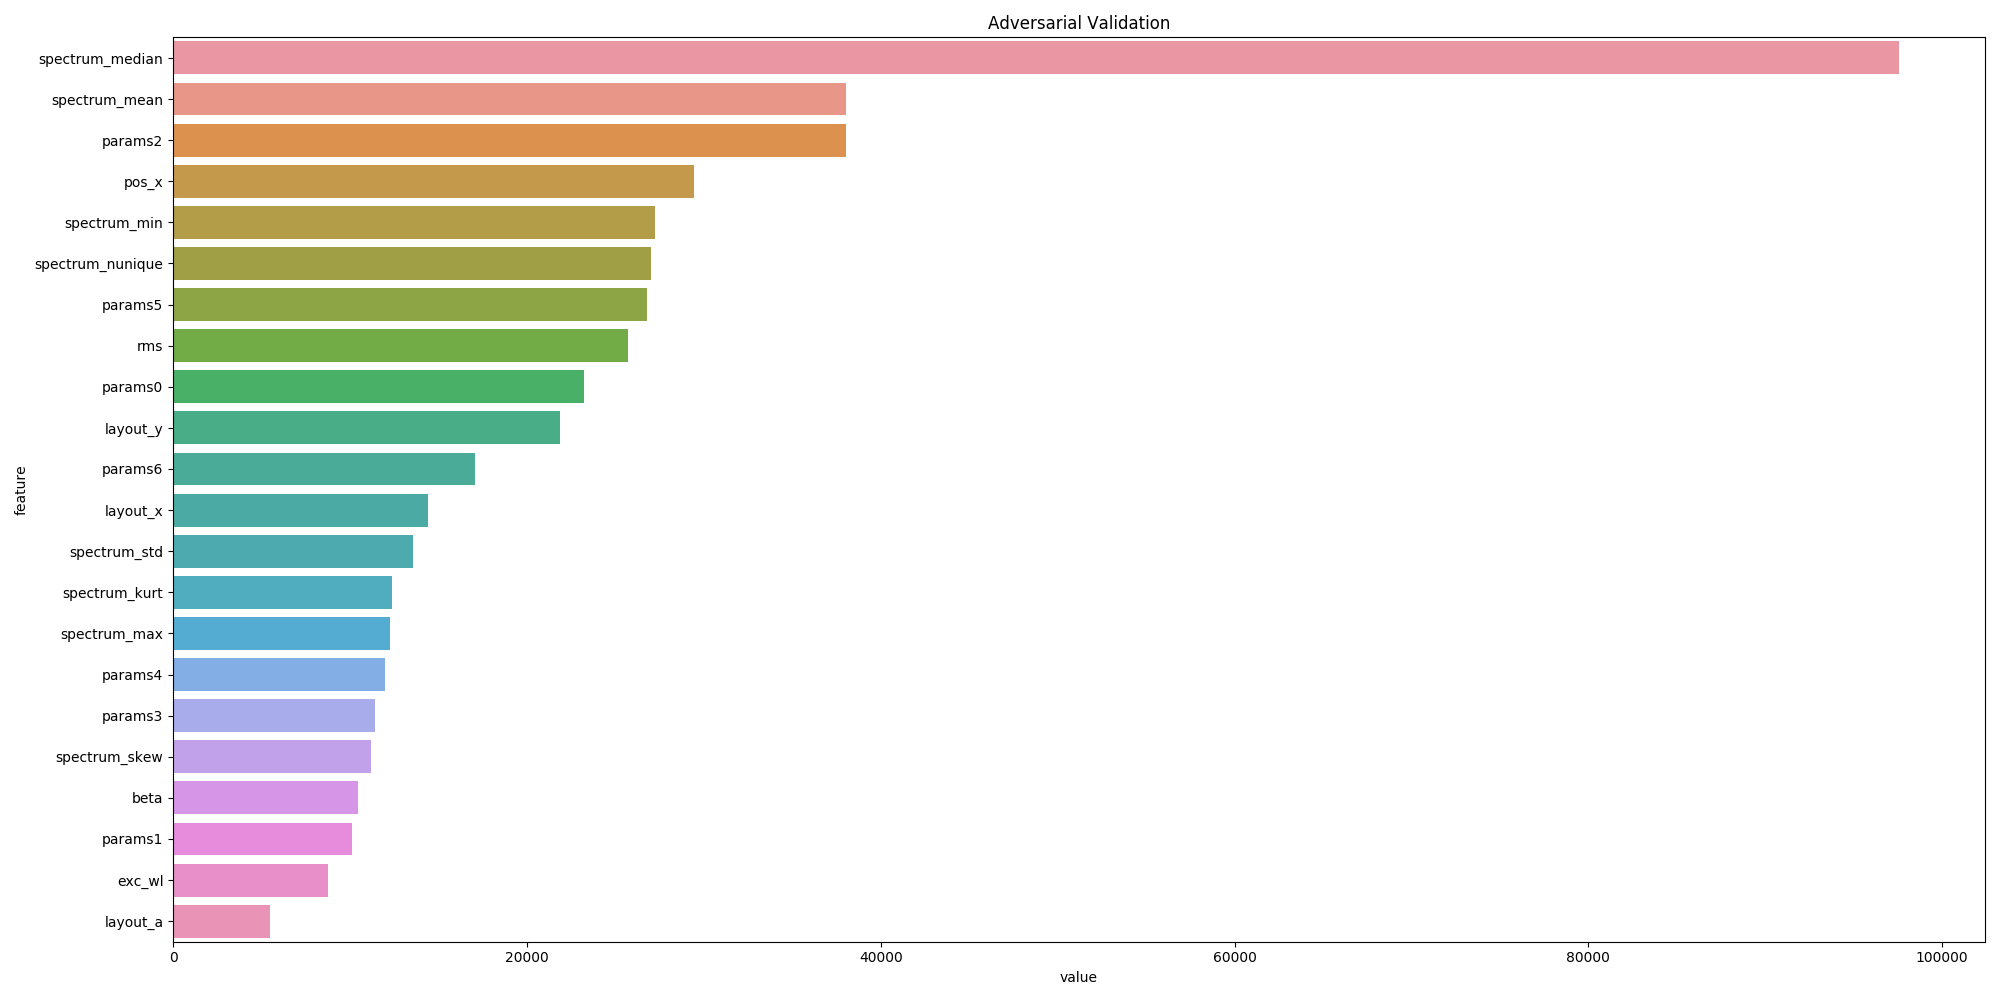 Adversarial Validation
spectrum_median
spectrum_mean
params2
pos_x
spectrum_min
spectrum_nunique
params5
rms
params0
layout_y
params6
layout_x
spectrum_std
spectrum_kurt
spectrum_max
params4
params3
spectrum_skew
beta
params1
exc_wl
layout_a
feature
0 20000 40000 60000 80000 100000
value